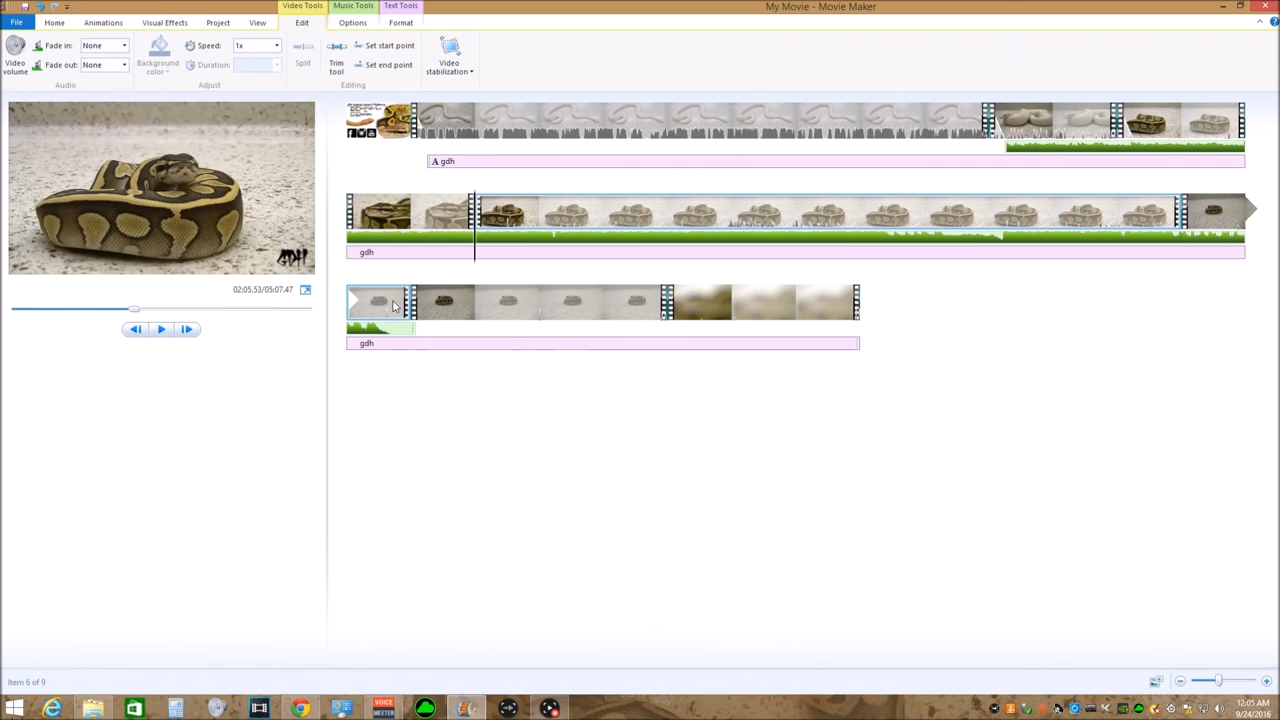 Video Tools
Music Tools
Text Tools
My Movie - Movie Maker
File
Home
Animations
Visual Effects
Project
View
Edit
Options
Format
Video volume
Fade in:
None
Fade out:
None
Audio
Background color
Speed:
1x
Duration:
Adjust
Split
Trim tool
Set start point
Set end point
Editing
Video stabilization
GDH
02:05.53/05:07.47
A gdh
gdh
gdh
Item 6 of 9
VOICE
MEETER
12:05 AM
9/24/2016